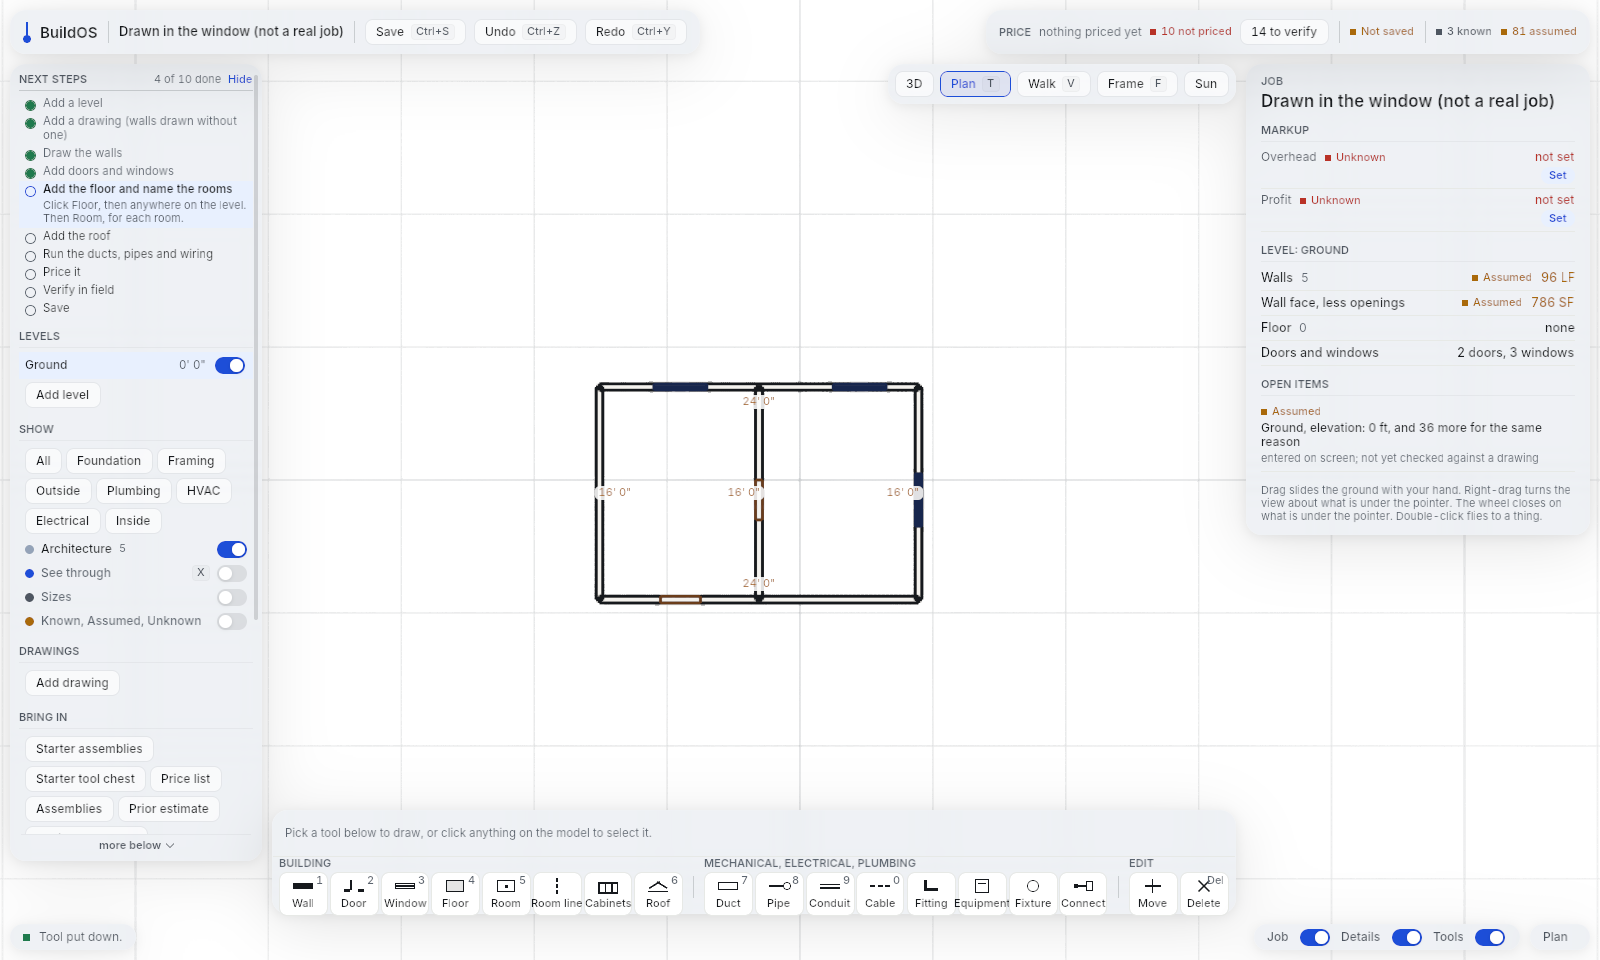 BuildOS
Drawn in the window (not a real job)
Save Ctrl+S
Undo Ctrl+Z
Redo Ctrl+Y
PRICE nothing priced yet 10 not priced 14 to verify Not saved 3 known 81 assumed
NEXT STEPS 4 of 10 done Hide
Add a level
Add a drawing (walls drawn without
one)
Draw the walls
Add doors and windows
Add the floor and name the rooms
Click Floor, then anywhere on the level.
Then Room, for each room.
Add the roof
Run the ducts, pipes and wiring
Price it
Verify in field
Save
LEVELS
Ground 0' 0"
Add level
SHOW
All Foundation Framing
Outside Plumbing HVAC
Electrical Inside
Architecture 5
See through X
Sizes
Known, Assumed, Unknown
DRAWINGS
Add drawing
BRING IN
Starter assemblies
Starter tool chest Price list
Assemblies Prior estimate
more below
Tool put down.
3D Plan T Walk V Frame F Sun
24' 0"
16' 0" 16' 0" 16' 0"
24' 0"
JOB
Drawn in the window (not a real job)
MARKUP
Overhead Unknown not set
Set
Profit Unknown not set
Set
LEVEL: GROUND
Walls 5 Assumed 96 LF
Wall face, less openings Assumed 786 SF
Floor 0 none
Doors and windows 2 doors, 3 windows
OPEN ITEMS
Assumed
Ground, elevation: 0 ft, and 36 more for the same
reason
entered on screen; not yet checked against a drawing
Drag slides the ground with your hand. Right-drag turns the
view about what is under the pointer. The wheel closes on
what is under the pointer. Double-click flies to a thing.
Pick a tool below to draw, or click anything on the model to select it.
BUILDING
Wall 1 Door 2 Window 3 Floor 4 Room 5 Room line Cabinets Roof 6
MECHANICAL, ELECTRICAL, PLUMBING
Duct 7 Pipe 8 Conduit 9 Cable 0 Fitting Equipment Fixture Connect
EDIT
Move Delete Del
Job Details Tools Plan